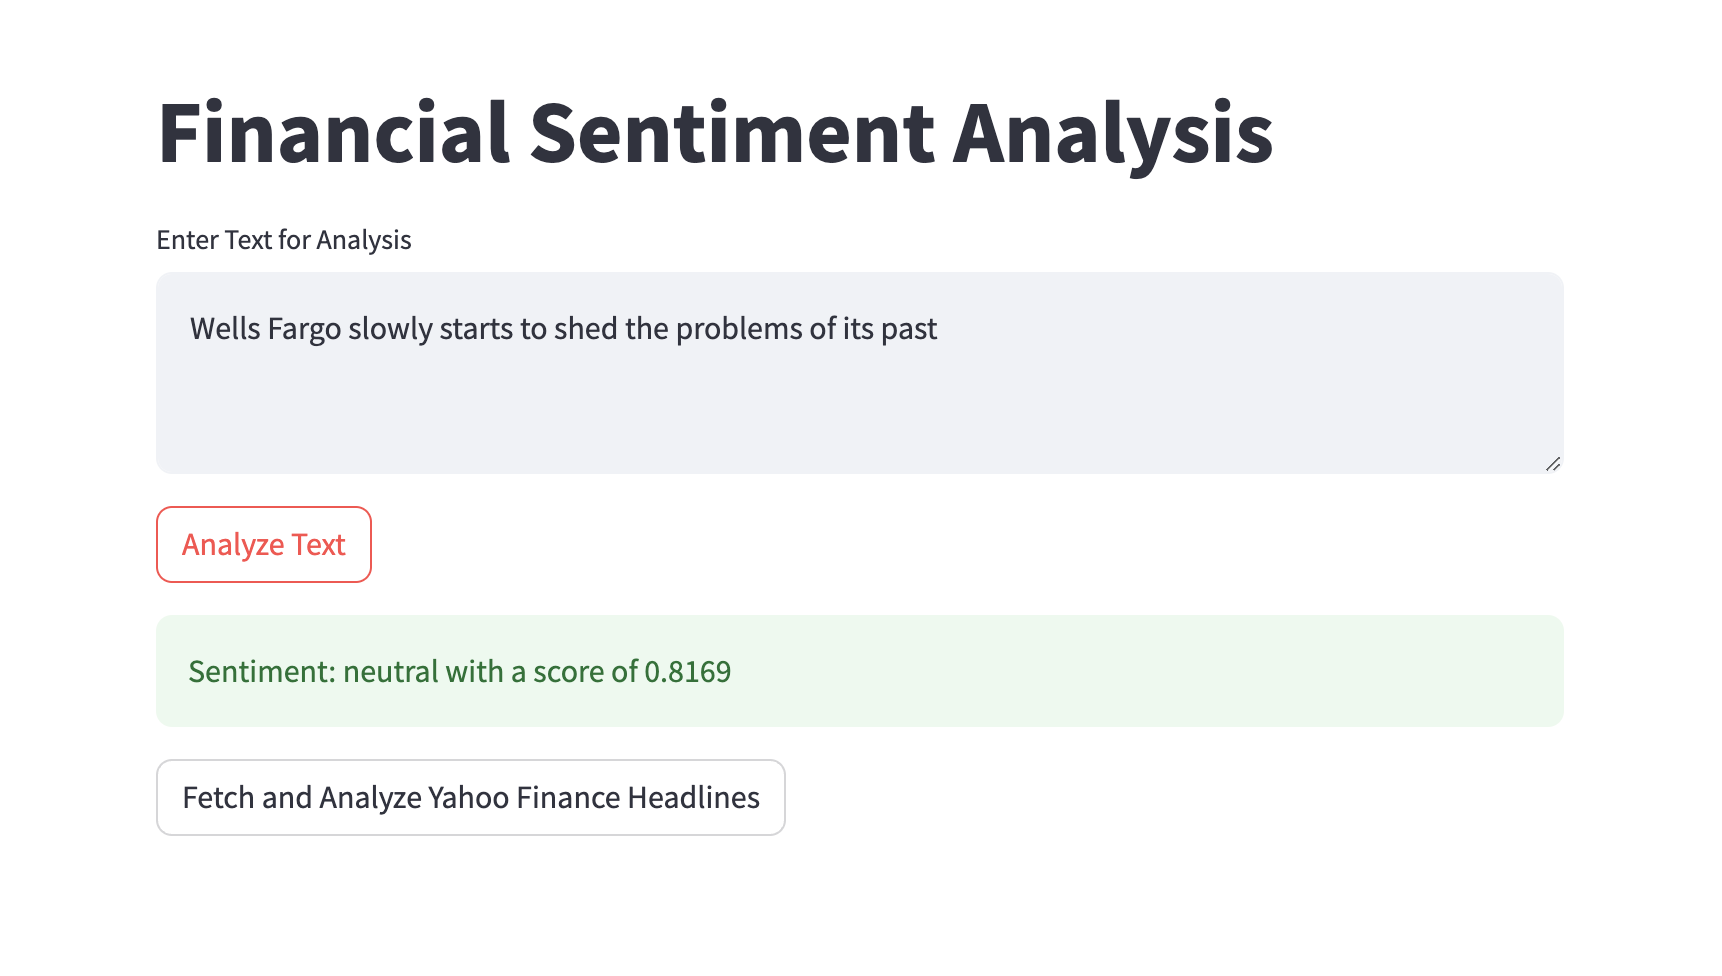 Financial Sentiment Analysis
Enter Text for Analysis
Wells Fargo slowly starts to shed the problems of its past
Analyze Text
Sentiment: neutral with a score of 0.8169
Fetch and Analyze Yahoo Finance Headlines